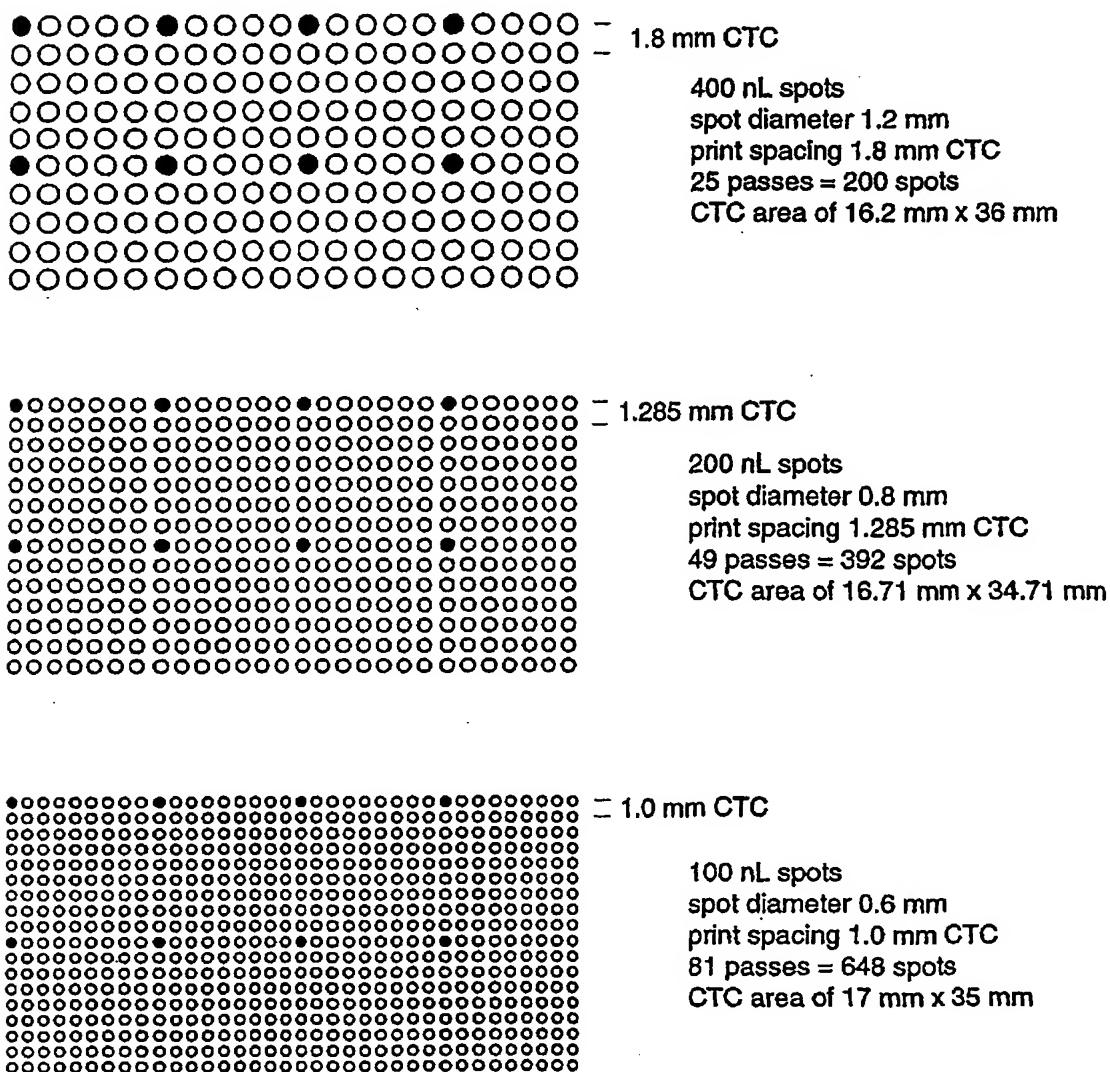 1.8 mm CTC
400 nL spots
spot diameter 1.2 mm
print spacing 1.8 mm CTC
25 passes = 200 spots
CTC area of 16.2 mm x 36 mm
1.285 mm CTC
200 nL spots
spot diameter 0.8 mm
print spacing 1.285 mm CTC
49 passes = 392 spots
CTC area of 16.71 mm x 34.71 mm
1.0 mm CTC
100 nL spots
spot diameter 0.6 mm
print spacing 1.0 mm CTC
81 passes = 648 spots
CTC area of 17 mm x 35 mm